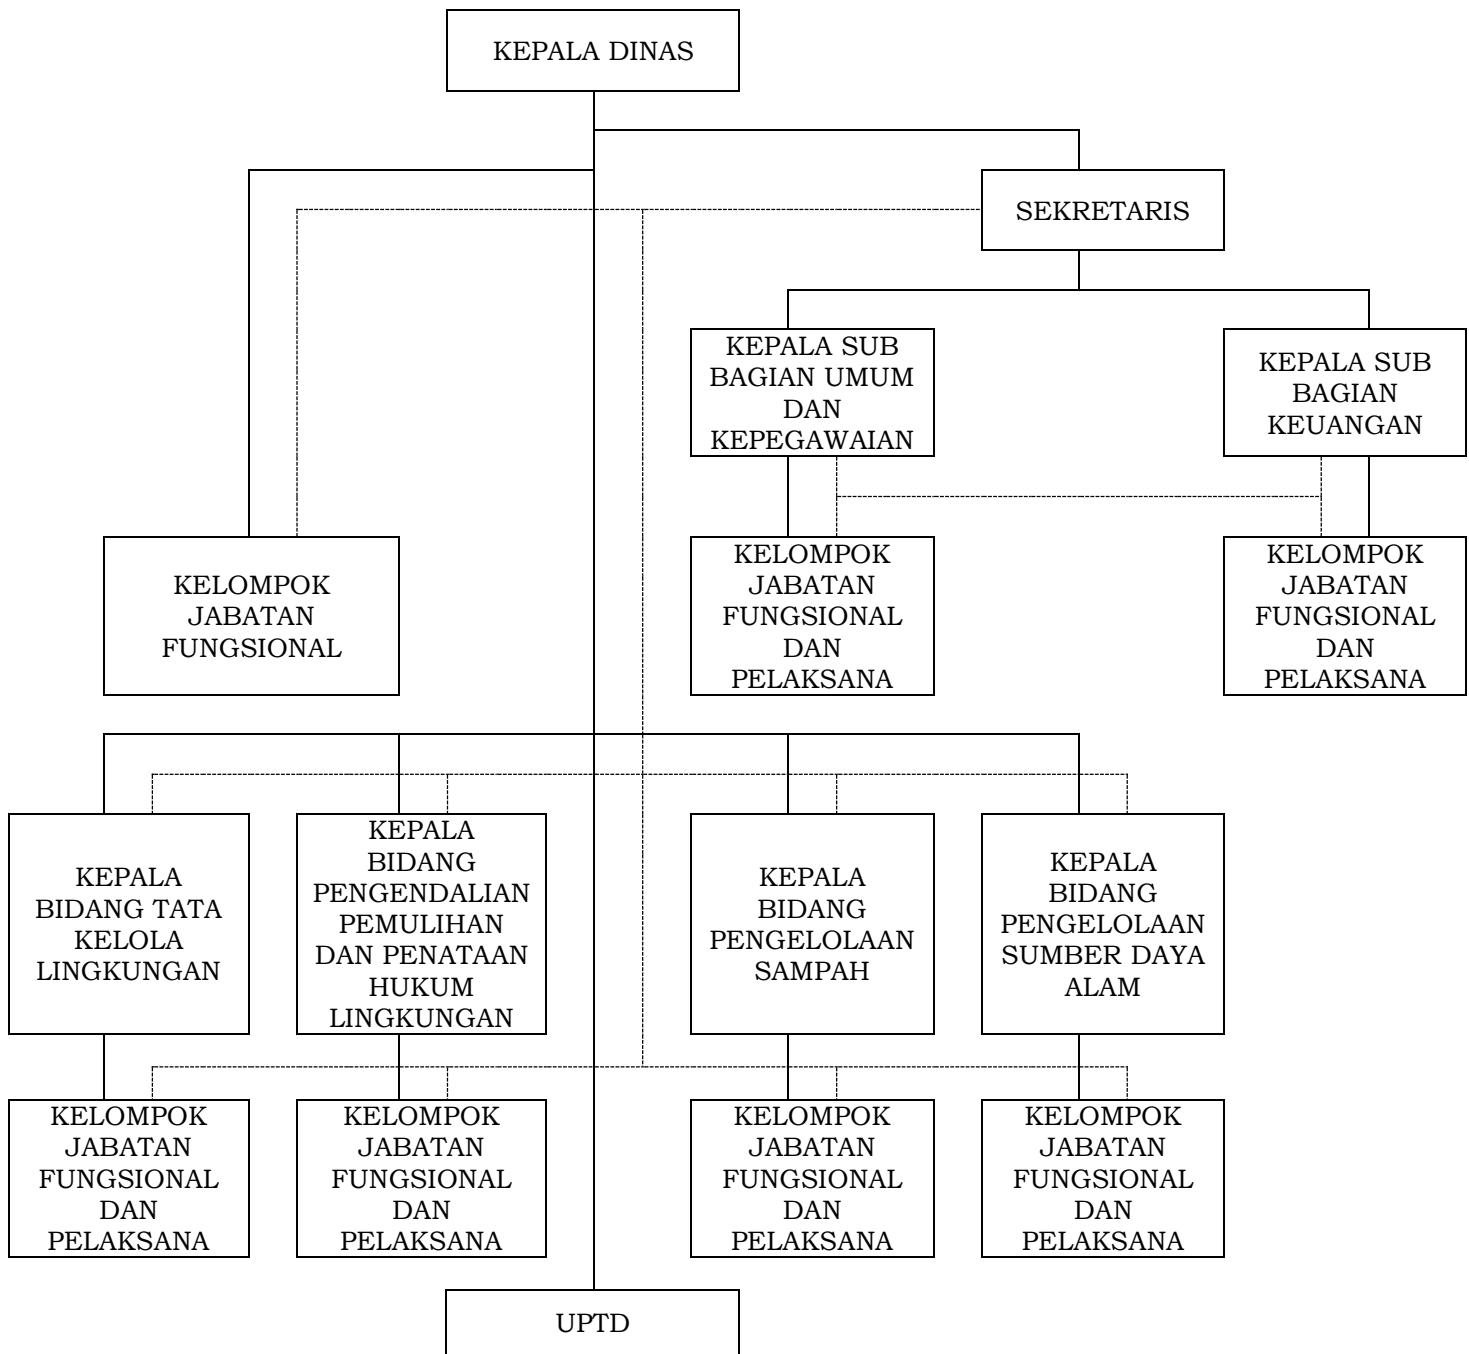 KEPALA DINAS
SEKRETARIS
KEPALA SUB
BAGIAN UMUM
DAN
KEPEGAWAIAN
KEPALA SUB
BAGIAN
KEUANGAN
KELOMPOK
JABATAN
FUNGSIONAL
KELOMPOK
JABATAN
FUNGSIONAL
DAN
PELAKSANA
KELOMPOK
JABATAN
FUNGSIONAL
DAN
PELAKSANA
KEPALA
BIDANG TATA
KELOLA
LINGKUNGAN
KEPALA
BIDANG
PENGENDALIAN
PEMULIHAN
DAN PENATAAN
HUKUM
LINGKUNGAN
KEPALA
BIDANG
PENGELOLAAN
SAMPAH
KEPALA
BIDANG
PENGELOLAAN
SUMBER DAYA
ALAM
KELOMPOK
JABATAN
FUNGSIONAL
DAN
PELAKSANA
KELOMPOK
JABATAN
FUNGSIONAL
DAN
PELAKSANA
KELOMPOK
JABATAN
FUNGSIONAL
DAN
PELAKSANA
KELOMPOK
JABATAN
FUNGSIONAL
DAN
PELAKSANA
UPTD